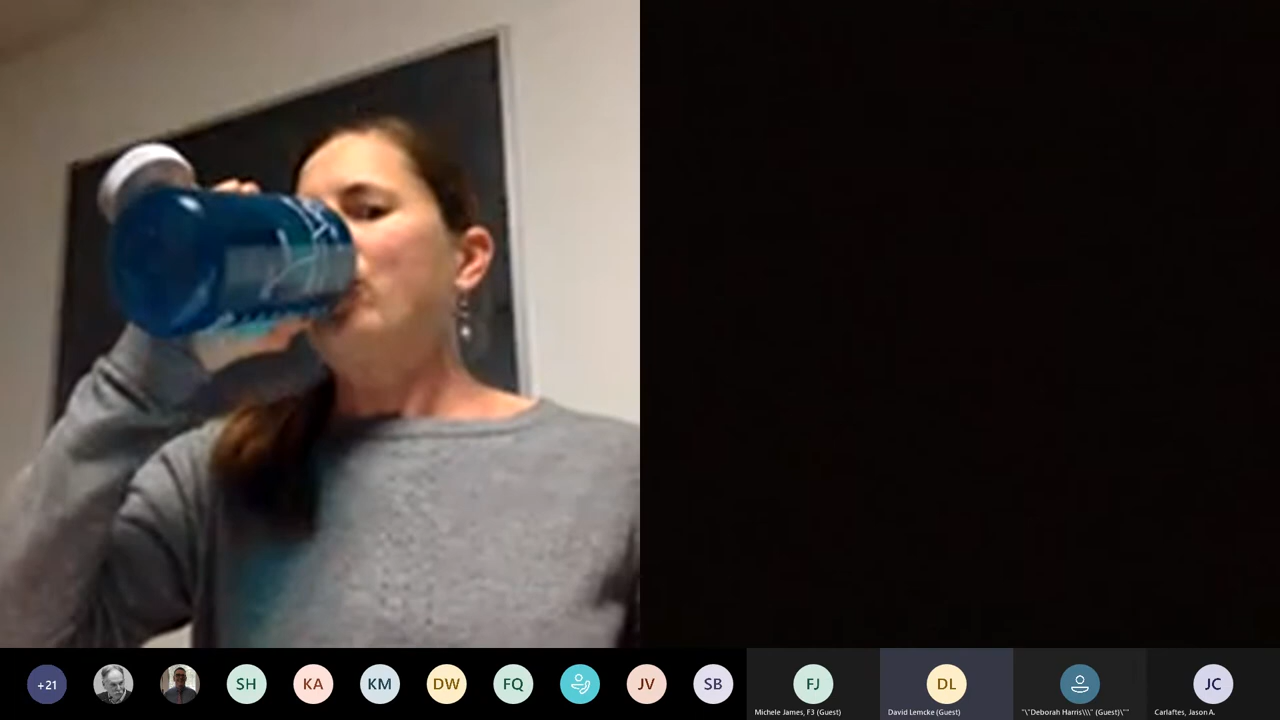 +21
SH
KA
KM
DW
FQ
JV
SB
FJ
DL
JC
Michele James, F3 (Guest)
David Lemcke (Guest)
"\"Deborah Harris\\\\" (Guest)\""
Carlaftes, Jason A.